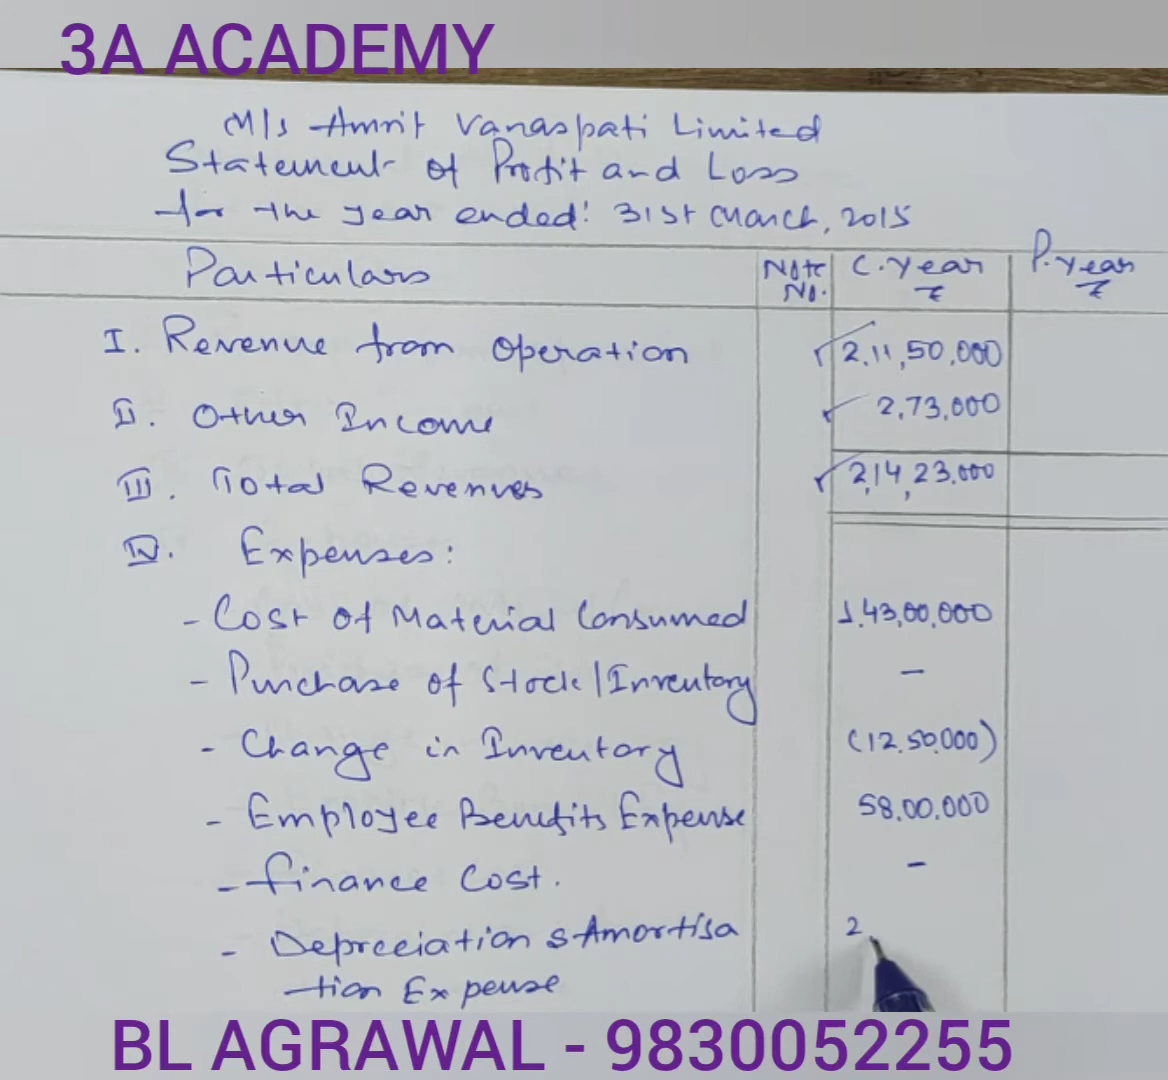 3A ACADEMY
M/s Amrit Vanaspati Limited
Statement of Profit and Loss
for the year ended: 31st March, 2015
Particulars Note No. C.year ₹ P.year ₹
I. Revenue from Operation 2,11,50,000
II. Other Income 2,73,000
III. Total Revenues 2,14,23,000
IV. Expenses:
- Cost of Material Consumed 1,43,00,000
- Purchase of Stock/Inventory -
- Change in Inventory (12,50,000)
- Employee Benefits Expense 58,00,000
- Finance Cost. -
- Depreciation & Amortisa 2,
tion Expense
BL AGRAWAL - 9830052255